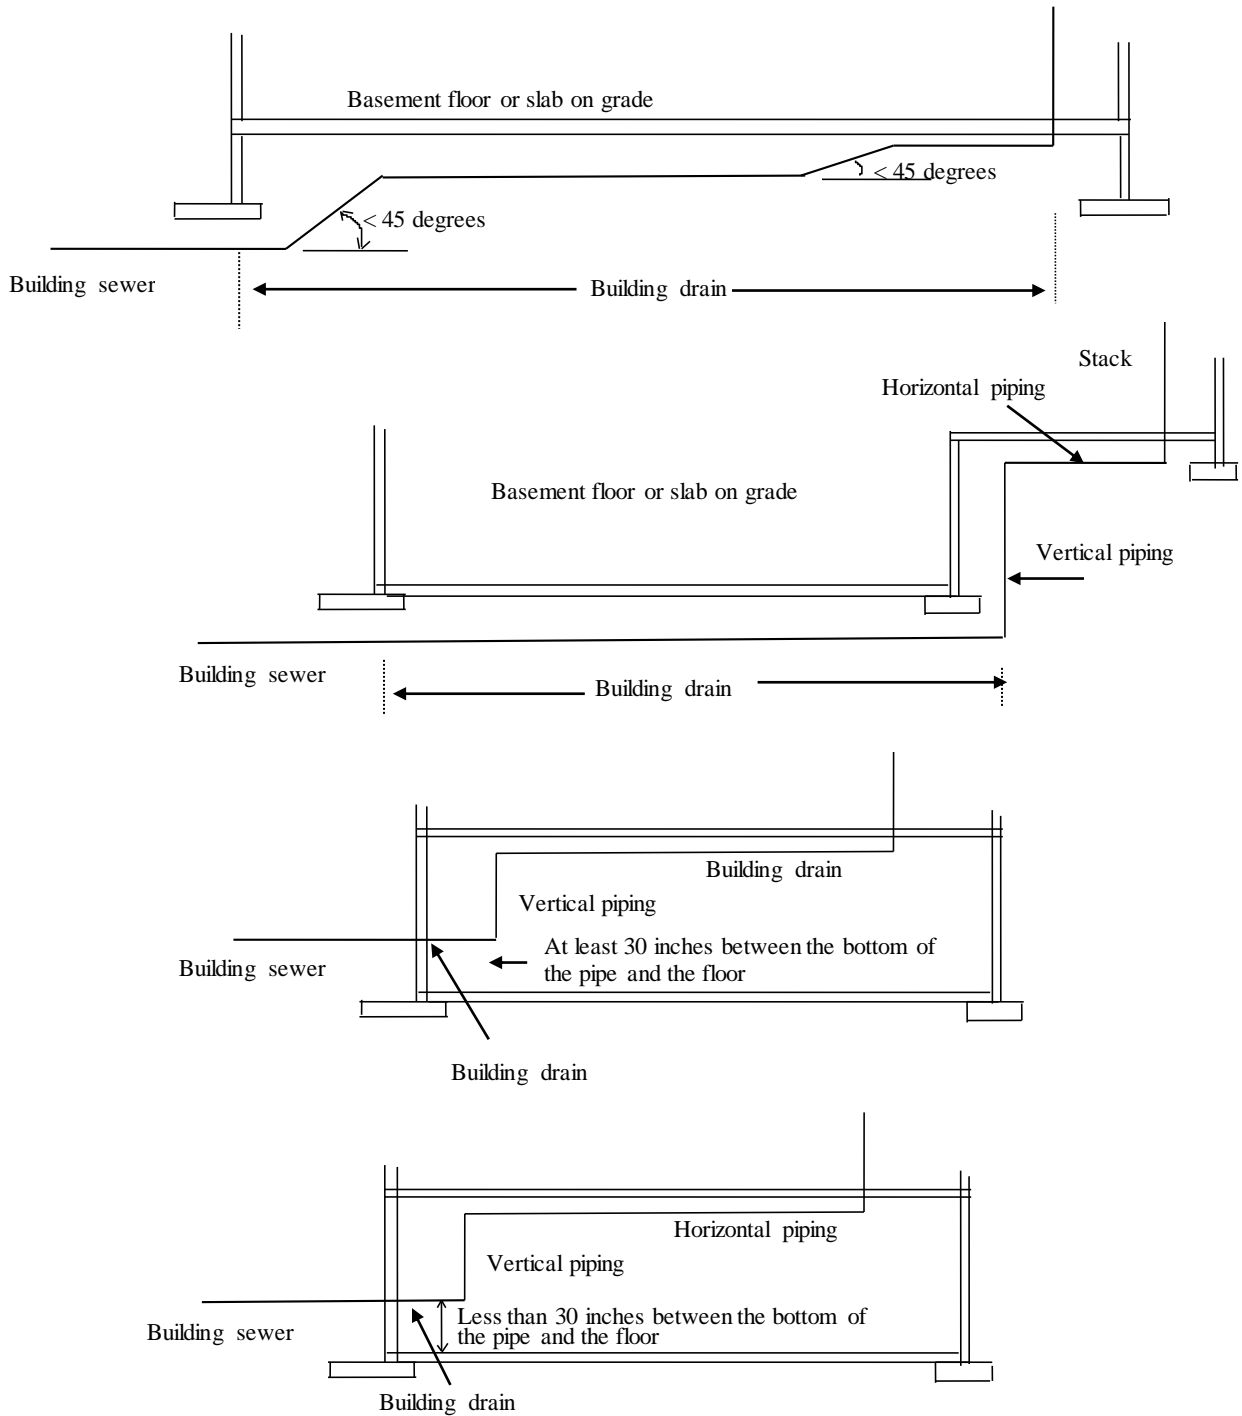 Basement floor or slab on grade
< 45 degrees
< 45 degrees
Building sewer
Building drain
Stack
Horizontal piping
Basement floor or slab on grade
Vertical piping
Building sewer
Building drain
Building drain
Vertical piping
At least 30 inches between the bottom of
the pipe and the floor
Building sewer
Building drain
Horizontal piping
Vertical piping
Less than 30 inches between the bottom of
the pipe and the floor
Building sewer
Building drain